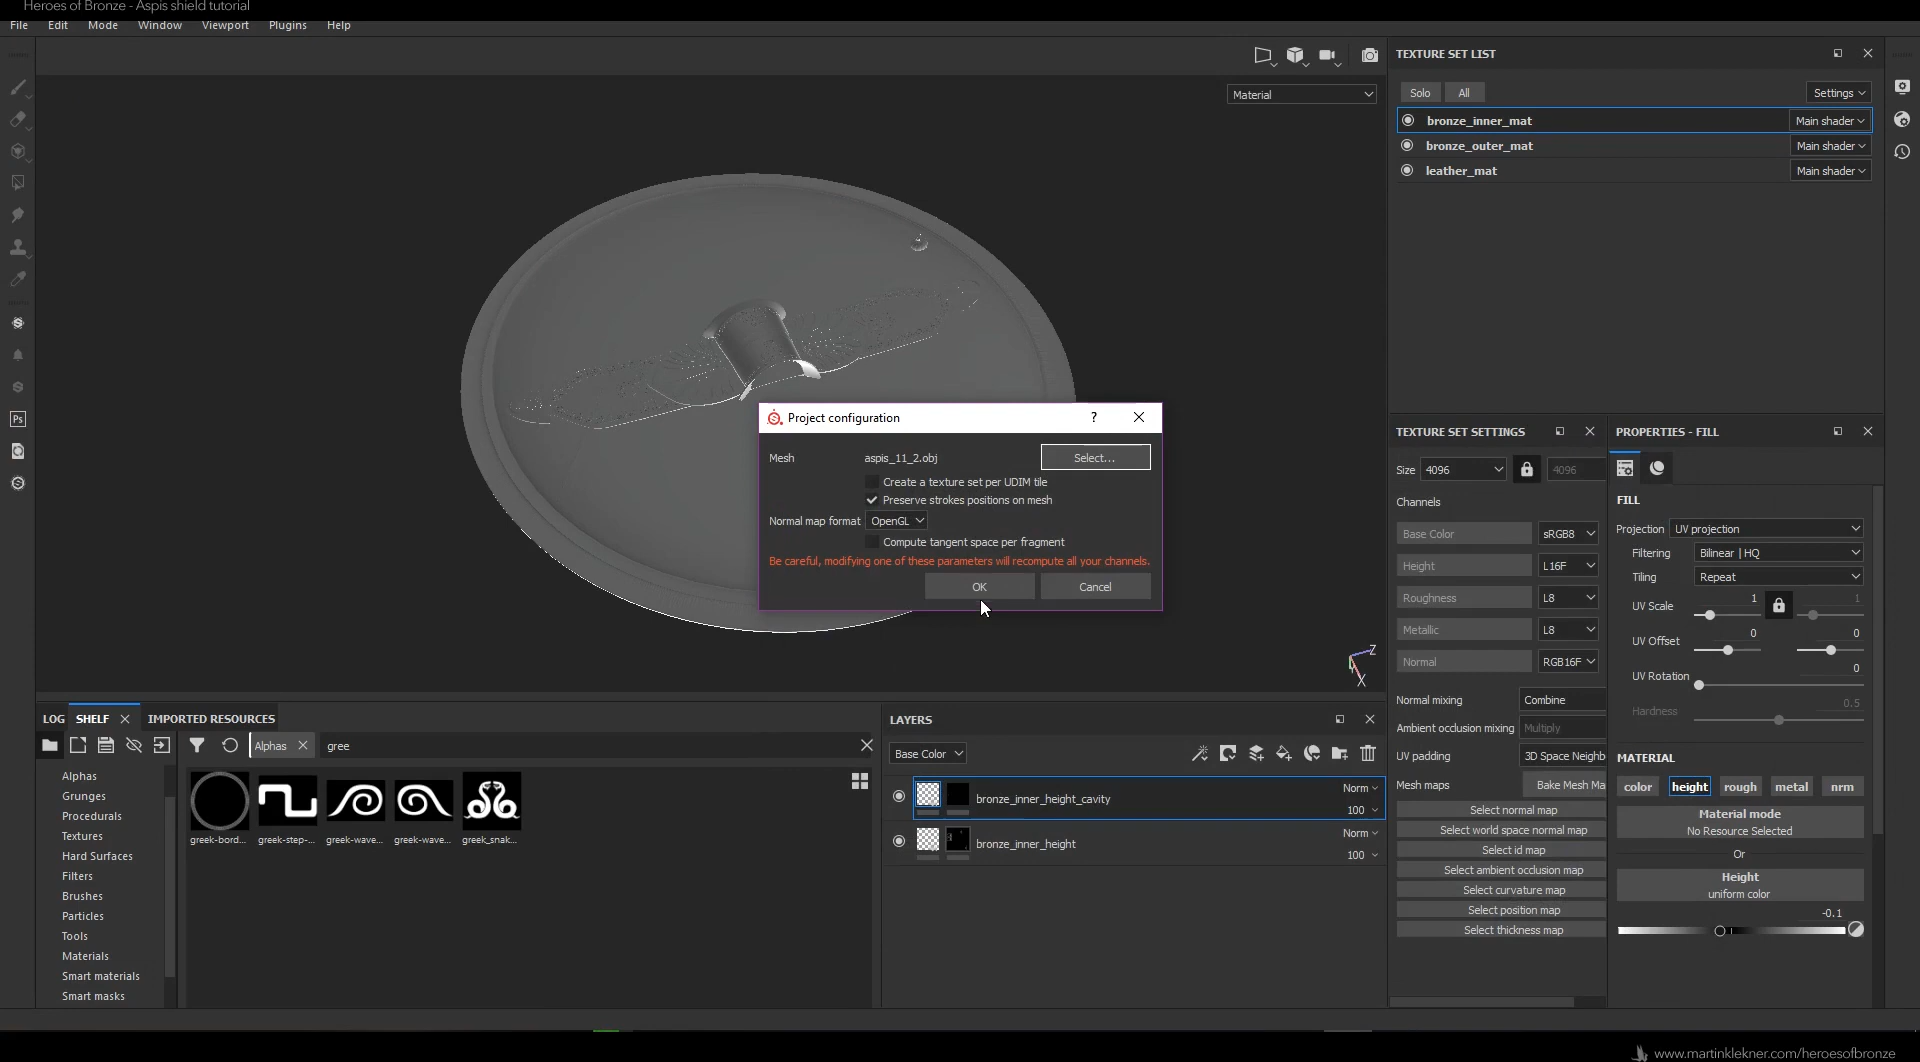 Heroes of Bronze - Aspis shield tutorial
File Edit Mode Window Viewport Plugins Help
Material
TEXTURE SET LIST
Solo All Settings
bronze_inner_mat Main shader
bronze_outer_mat Main shader
leather_mat Main shader
Project configuration ?
Mesh aspis_11_2.obj Select...
Create a texture set per UDIM tile
Preserve strokes positions on mesh
Normal map format OpenGL
Compute tangent space per fragment
Be careful, modifying one of these parameters will recompute all your channels.
OK Cancel
Z
Y
X
Ps
TEXTURE SET SETTINGS
Size 4096 4096
Channels
Base Color sRGB8
Height L16F
Roughness L8
Metallic L8
Normal RGB16F
Normal mixing Combine
Ambient occlusion mixing Multiply
UV padding 3D Space Neighb
Mesh maps Bake Mesh Ma
Select normal map
Select world space normal map
Select id map
Select ambient occlusion map
Select curvature map
Select position map
Select thickness map
PROPERTIES - FILL
FILL
Projection UV projection
Filtering Bilinear | HQ
Tiling Repeat
UV Scale 1 1
UV Offset 0 0
UV Rotation 0
Hardness 0.5
MATERIAL
color height rough metal nrm
Material mode
No Resource Selected
Or
Height
uniform color
-0.1
LOG SHELF IMPORTED RESOURCES
Alphas gree
Alphas
Grunges
Procedurals
Textures
Hard Surfaces
Filters
Brushes
Particles
Tools
Materials
Smart materials
Smart masks
greek-bord... greek-step-... greek-wave... greek-wave... greek_snak...
LAYERS
Base Color
bronze_inner_height_cavity Norm 100
bronze_inner_height Norm 100
www.martinklekner.com/heroesofbronze